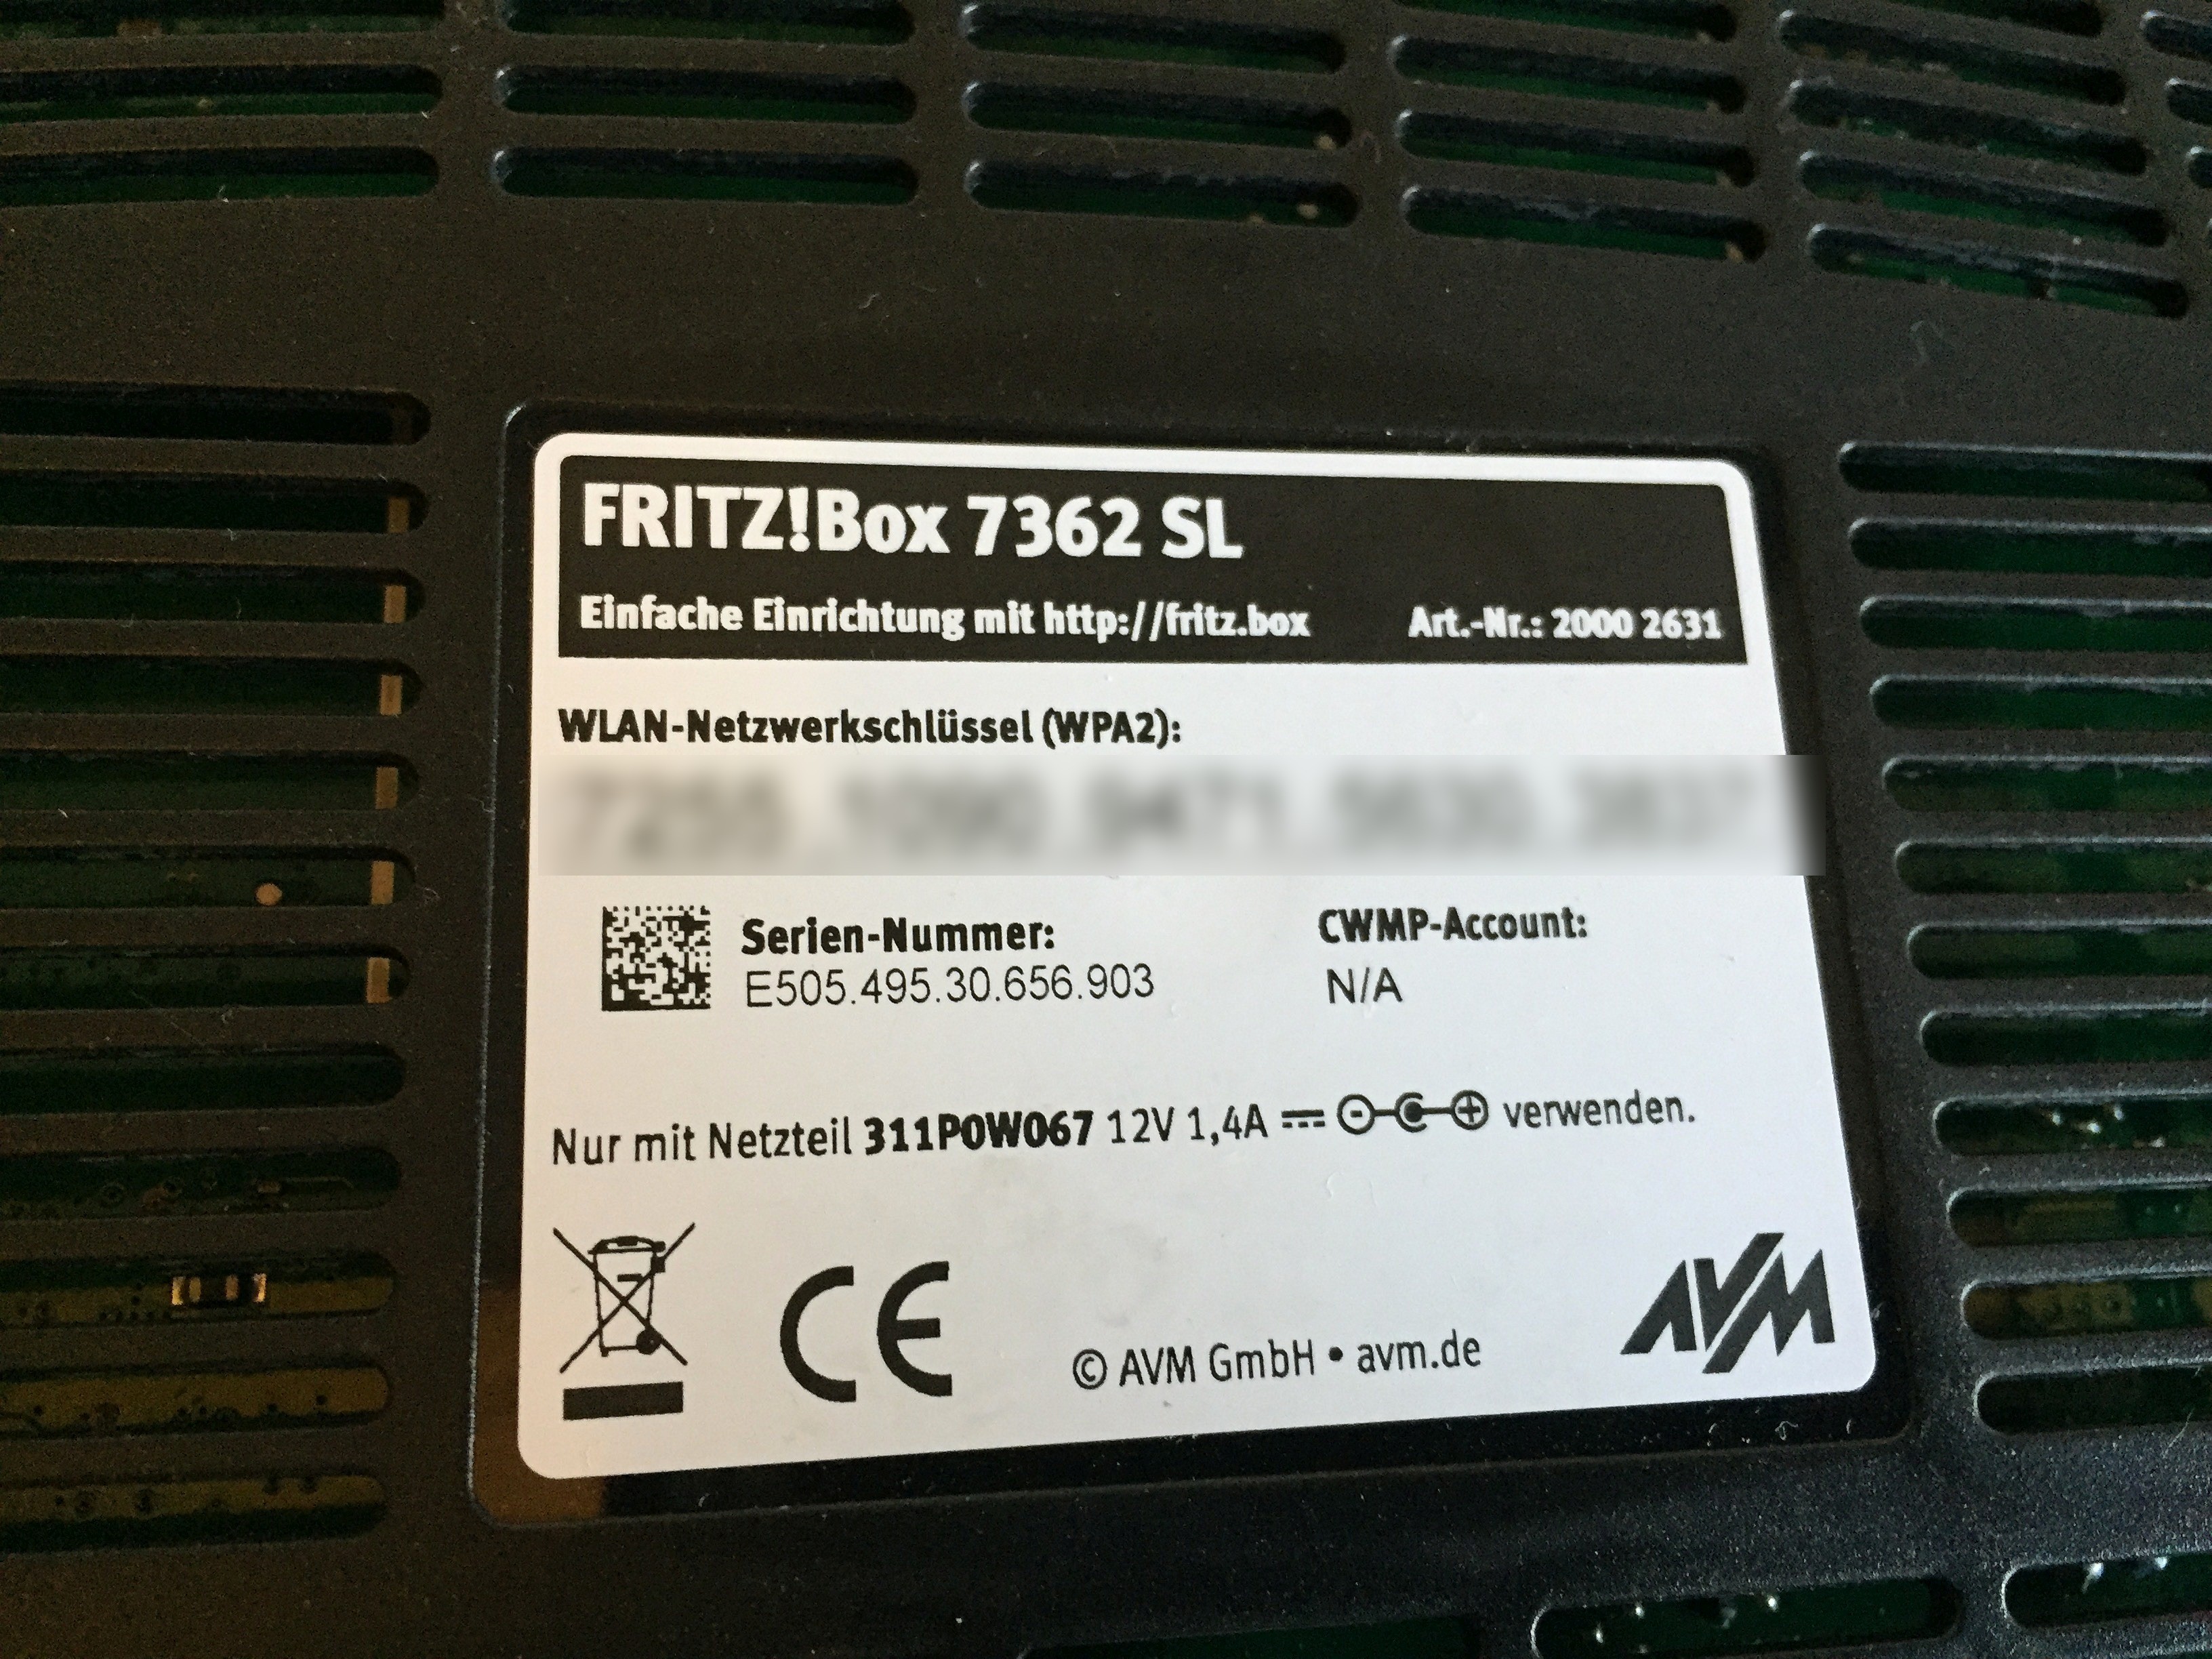 FRITZ!Box 7362 SL
Einfache Einrichtung mit http://fritz.box Art.-Nr.: 2000 2631
WLAN-Netzwerkschlüssel (WPA2):
Serien-Nummer: CWMP-Account:
E505.495.30.656.903 N/A
Nur mit Netzteil 311P0W067 12V 1,4A verwenden.
CE
© AVM GmbH • avm.de
AVM